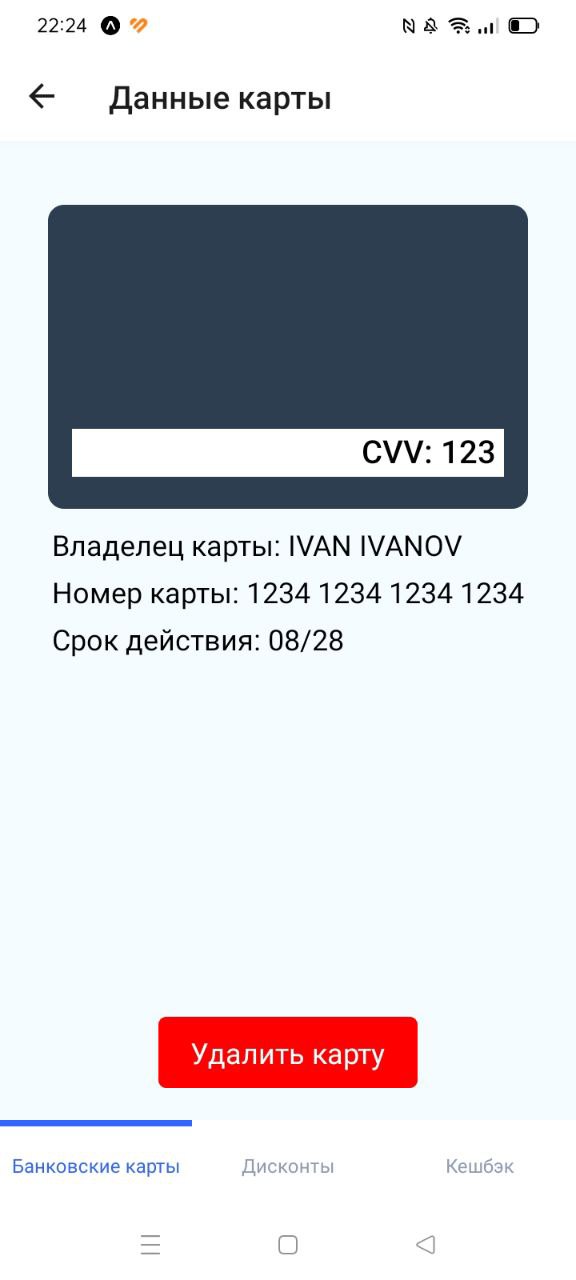 22:24
Данные карты
CVV: 123
Владелец карты: IVAN IVANOV
Номер карты: 1234 1234 1234 1234
Срок действия: 08/28
Удалить карту
Банковские карты
Дисконты
Кешбэк